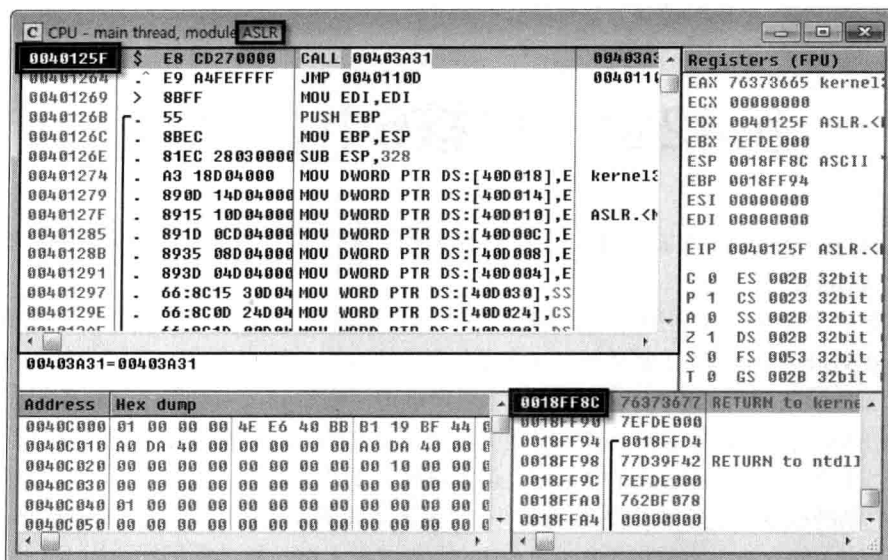 C CPU - main thread, module ASLR
0040125F $ E8 CD270000 CALL 00403A31 00403A3
00401264 .^ E9 A4FEFFFF JMP 0040110D 004011
00401269 > 8BFF MOV EDI,EDI
0040126B . 55 PUSH EBP
0040126C . 8BEC MOV EBP,ESP
0040126E . 81EC 28030000 SUB ESP,328
00401274 . A3 18D04000 MOV DWORD PTR DS:[40D018],E kernel3
00401279 . 890D 14D04000 MOV DWORD PTR DS:[40D014],E
0040127F . 8915 10D04000 MOV DWORD PTR DS:[40D010],E ASLR.<M
00401285 . 891D 0CD04000 MOV DWORD PTR DS:[40D00C],E
0040128B . 8935 08D04000 MOV DWORD PTR DS:[40D008],E
00401291 . 893D 04D04000 MOV DWORD PTR DS:[40D004],E
00401297 . 66:8C15 30D04 MOV WORD PTR DS:[40D030],SS
0040129E . 66:8C0D 24D04 MOV WORD PTR DS:[40D024],CS
00403A31=00403A31
Registers (FPU)
EAX 76373665 kernel3
ECX 00000000
EDX 0040125F ASLR.<
EBX 7EFDE000
ESP 0018FF8C ASCII "
EBP 0018FF94
ESI 00000000
EDI 00000000
EIP 0040125F ASLR.<
C 0 ES 002B 32bit
P 1 CS 0023 32bit
A 0 SS 002B 32bit
Z 1 DS 002B 32bit
S 0 FS 0053 32bit
T 0 GS 002B 32bit
Address Hex dump
0040C000 01 00 00 00 4E E6 40 BB B1 19 BF 44
0040C010 A0 DA 40 00 00 00 00 00 A0 DA 40 00
0040C020 00 00 00 00 00 00 00 00 00 10 00 00
0040C030 00 00 00 00 00 00 00 00 00 00 00 00
0040C040 01 00 00 00 00 00 00 00 00 00 00 00
0040C050 00 00 00 00 00 00 00 00 00 00 00 00
0018FF8C 76373677 RETURN to kerne
0018FF90 7EFDE000
0018FF94 0018FFD4
0018FF98 77D39F42 RETURN to ntdll
0018FF9C 7EFDE000
0018FFA0 762BF078
0018FFA4 00000000